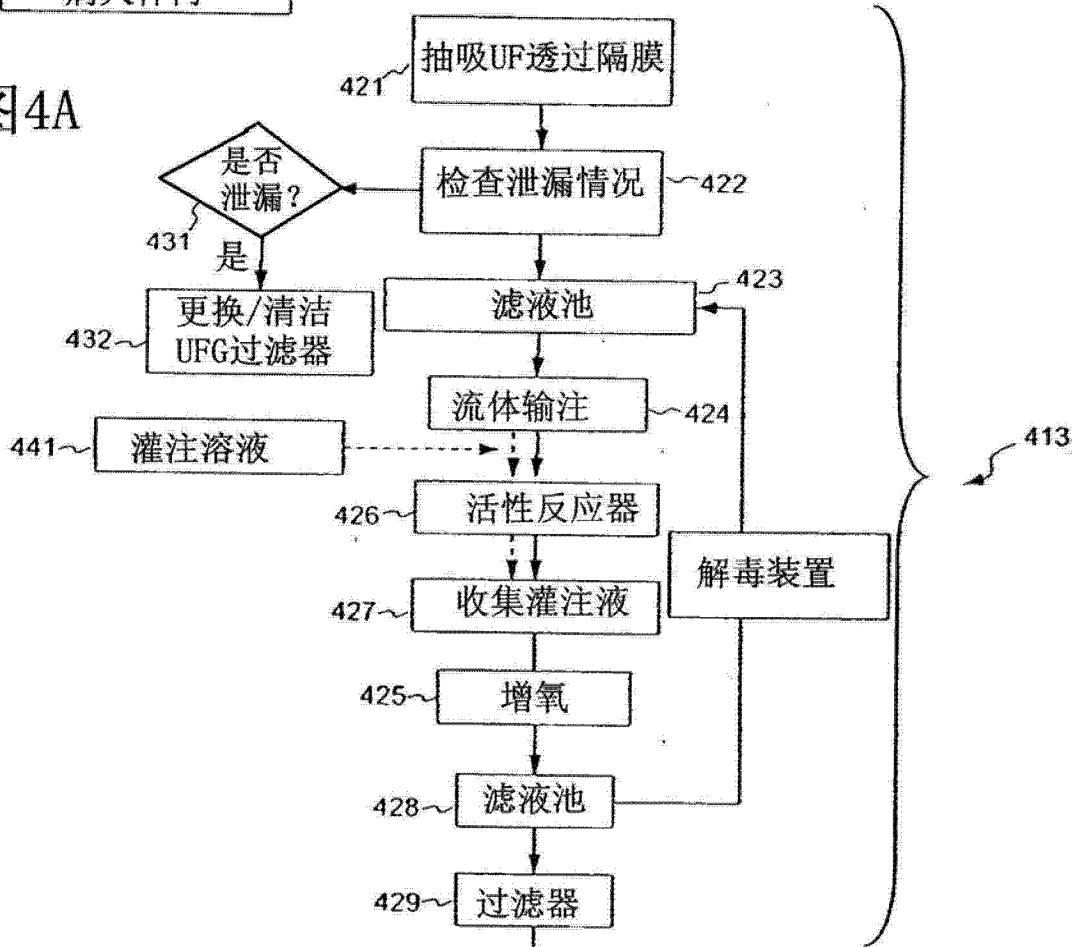 抽吸UF透过隔膜
421
图4A
是否
泄漏?
431
检查泄漏情况
422
是
更换/清洁
UFG过滤器
432
滤液池
423
流体输注
424
441
灌注溶液
413
426
活性反应器
解毒装置
427
收集灌注液
425
增氧
428
滤液池
429
过滤器